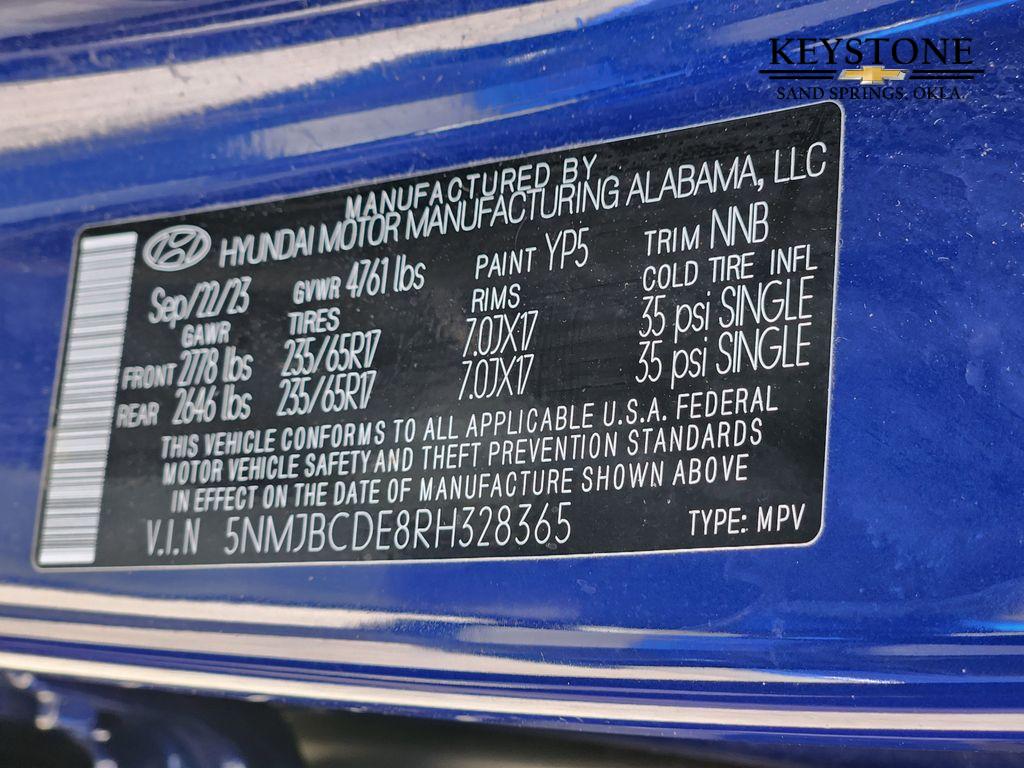 KEYSTONE
SAND SPRINGS, OKLA.
MANUFACTURED BY
HYUNDAI MOTOR MANUFACTURING ALABAMA, LLC
Sep/22/23 GVWR 4761 lbs PAINT YP5 TRIM NNB
GAWR TIRES RIMS COLD TIRE INFL
FRONT 2778 lbs 235/65R17 7.0JX17 35 psi SINGLE
REAR 2646 lbs 235/65R17 7.0JX17 35 psi SINGLE
THIS VEHICLE CONFORMS TO ALL APPLICABLE U.S.A. FEDERAL
MOTOR VEHICLE SAFETY AND THEFT PREVENTION STANDARDS
IN EFFECT ON THE DATE OF MANUFACTURE SHOWN ABOVE
V.I.N 5NMJBCDE8RH328365 TYPE: MPV